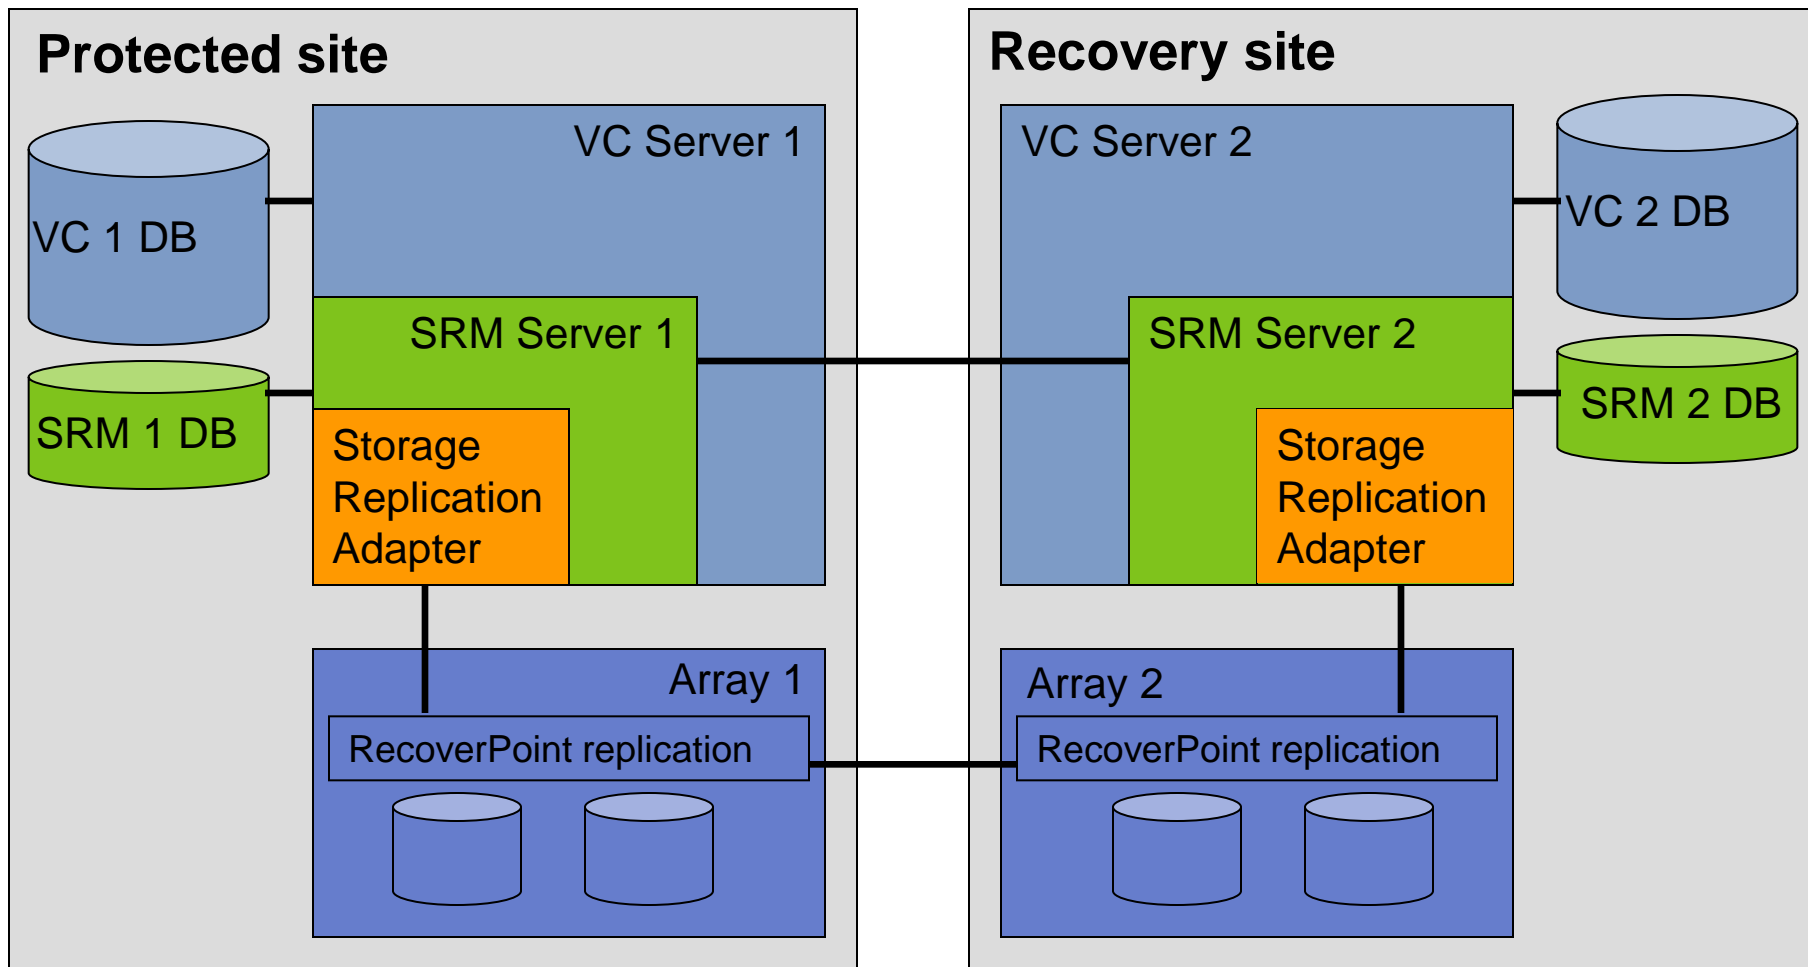 Protected site
VC Server 1
VC 1 DB
SRM Server 1
SRM 1 DB
Storage
Replication
Adapter
Array 1
RecoverPoint replication
Recovery site
VC Server 2
VC 2 DB
SRM Server 2
SRM 2 DB
Storage
Replication
Adapter
Array 2
RecoverPoint replication